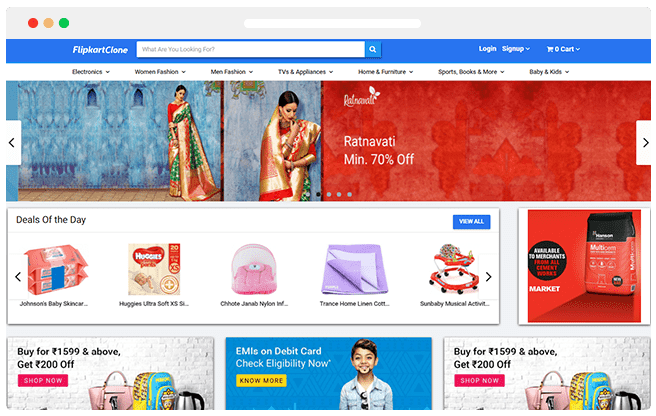 FlipkartClone
What Are You Looking For?
Login Signup 0 Cart
Electronics Women Fashion Men Fashion TVs & Appliances Home & Furniture Sports, Books & More Baby & Kids
Ratnavati
Ratnavati
Min. 70% Off
Deals Of the Day
VIEW ALL
HUGGIES
20
XS
Johnson's Baby Skincar...
Huggies Ultra Soft XS Si...
Chhote Janab Nylon Inf...
Trance Home Linen Cott...
Sunbaby Musical Activit...
AVAILABLE
TO MERCHANTS
FROM ALL
CEMENT
WORKS
MARKET
Hanson
Multicem
Buy for ₹1599 & above,
Get ₹200 Off
SHOP NOW
EMIs on Debit Card
Check Eligibility Now*
KNOW MORE
Buy for ₹1599 & above,
Get ₹200 Off
SHOP NOW